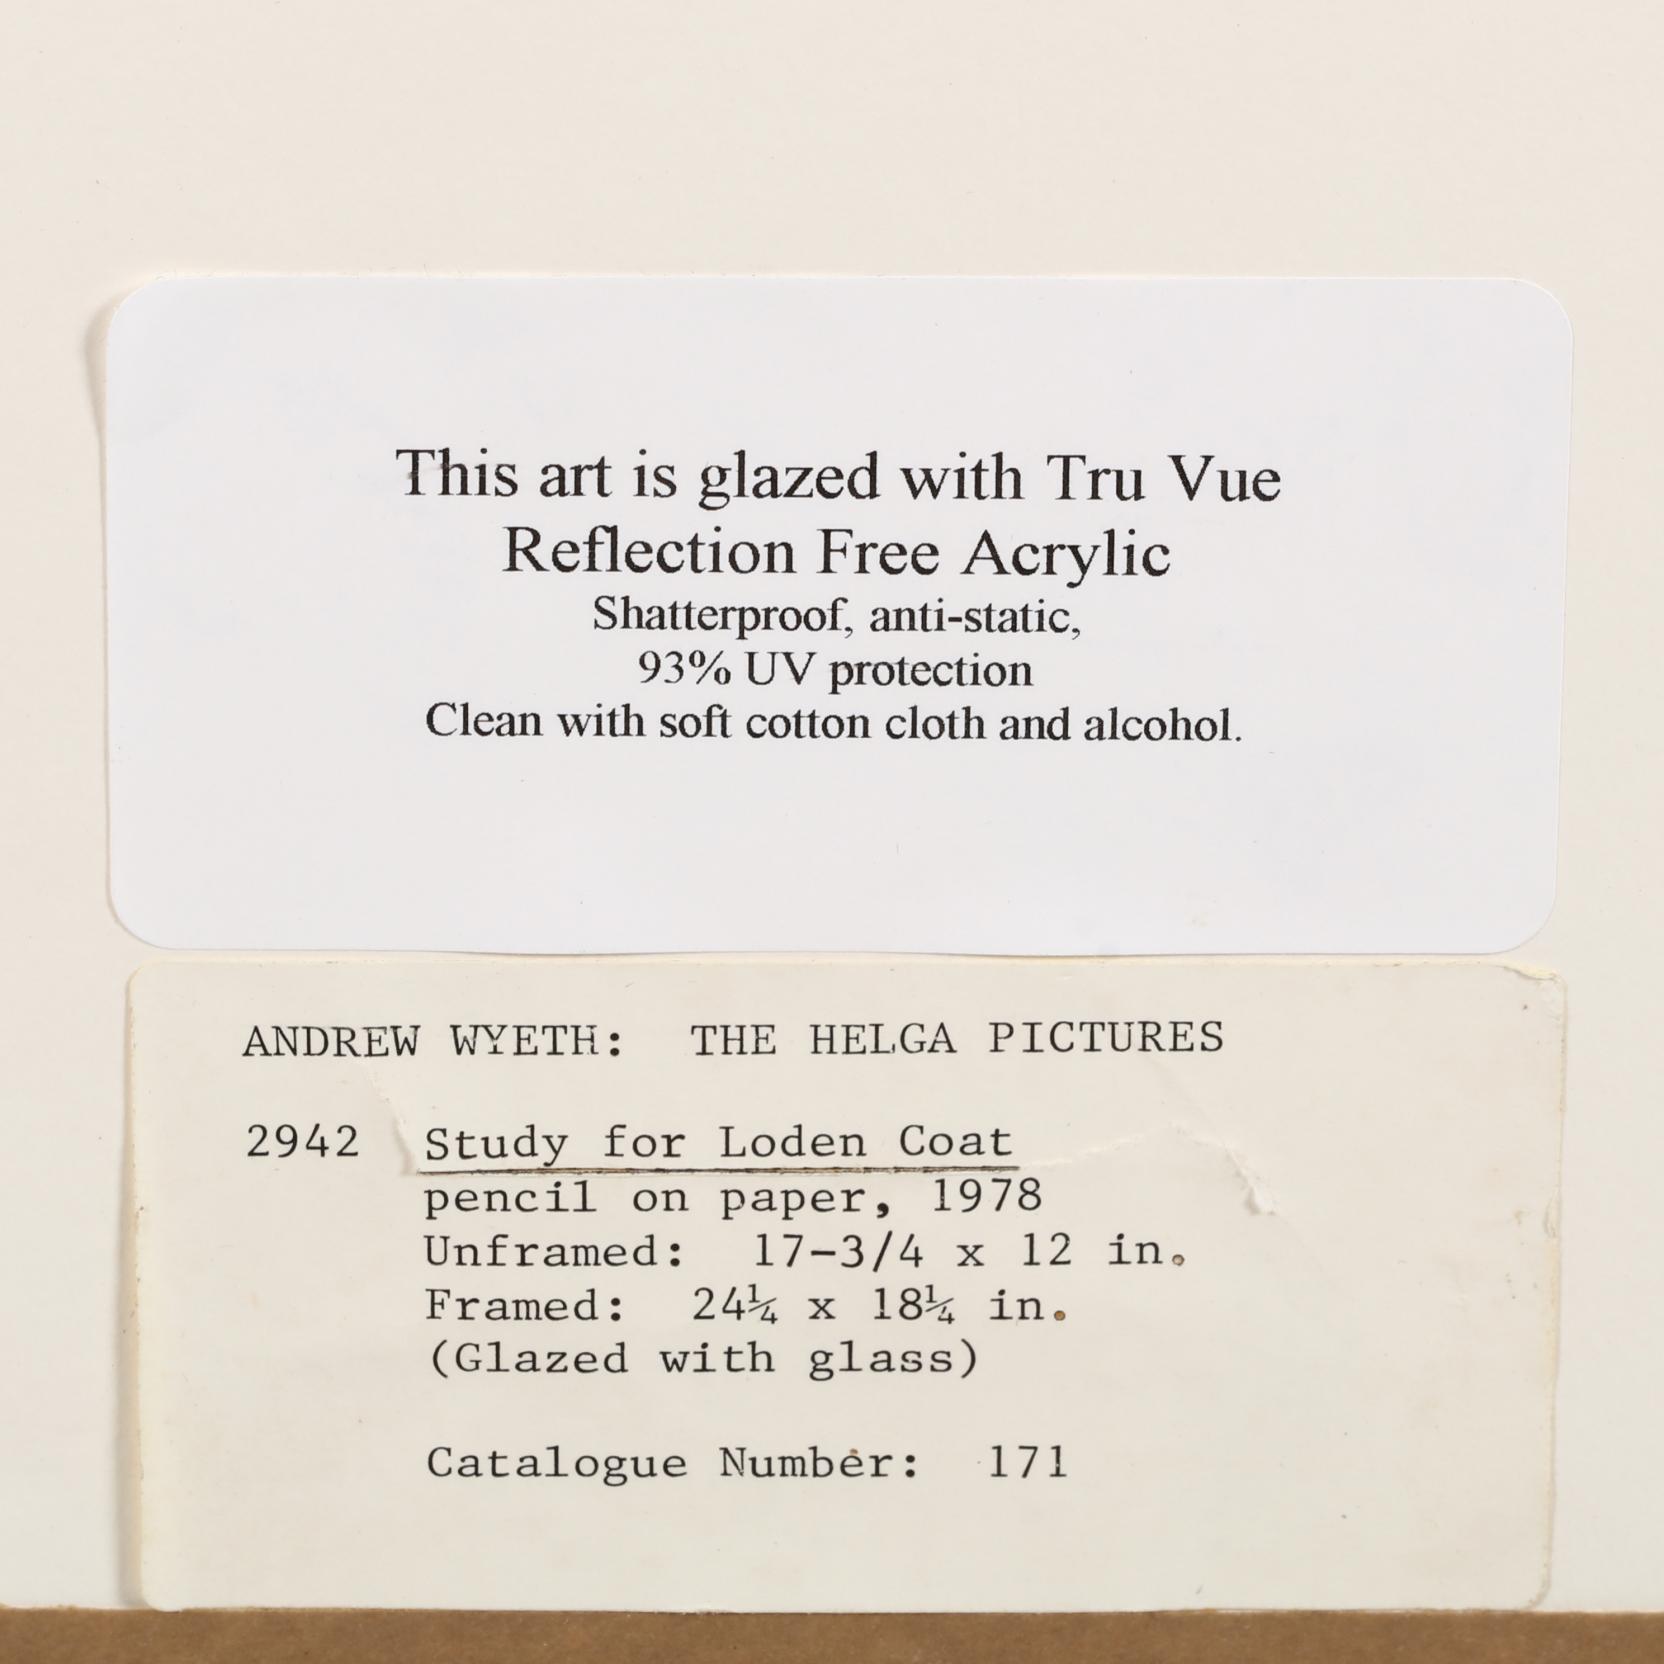 This art is glazed with Tru Vue
Reflection Free Acrylic
Shatterproof, anti-static,
93% UV protection
Clean with soft cotton cloth and alcohol.
ANDREW WYETH: THE HELGA PICTURES
2942 Study for Loden Coat
pencil on paper, 1978
Unframed: 17-3/4 x 12 in.
Framed: 24¼ x 18¼ in.
(Glazed with glass)
Catalogue Number: 171